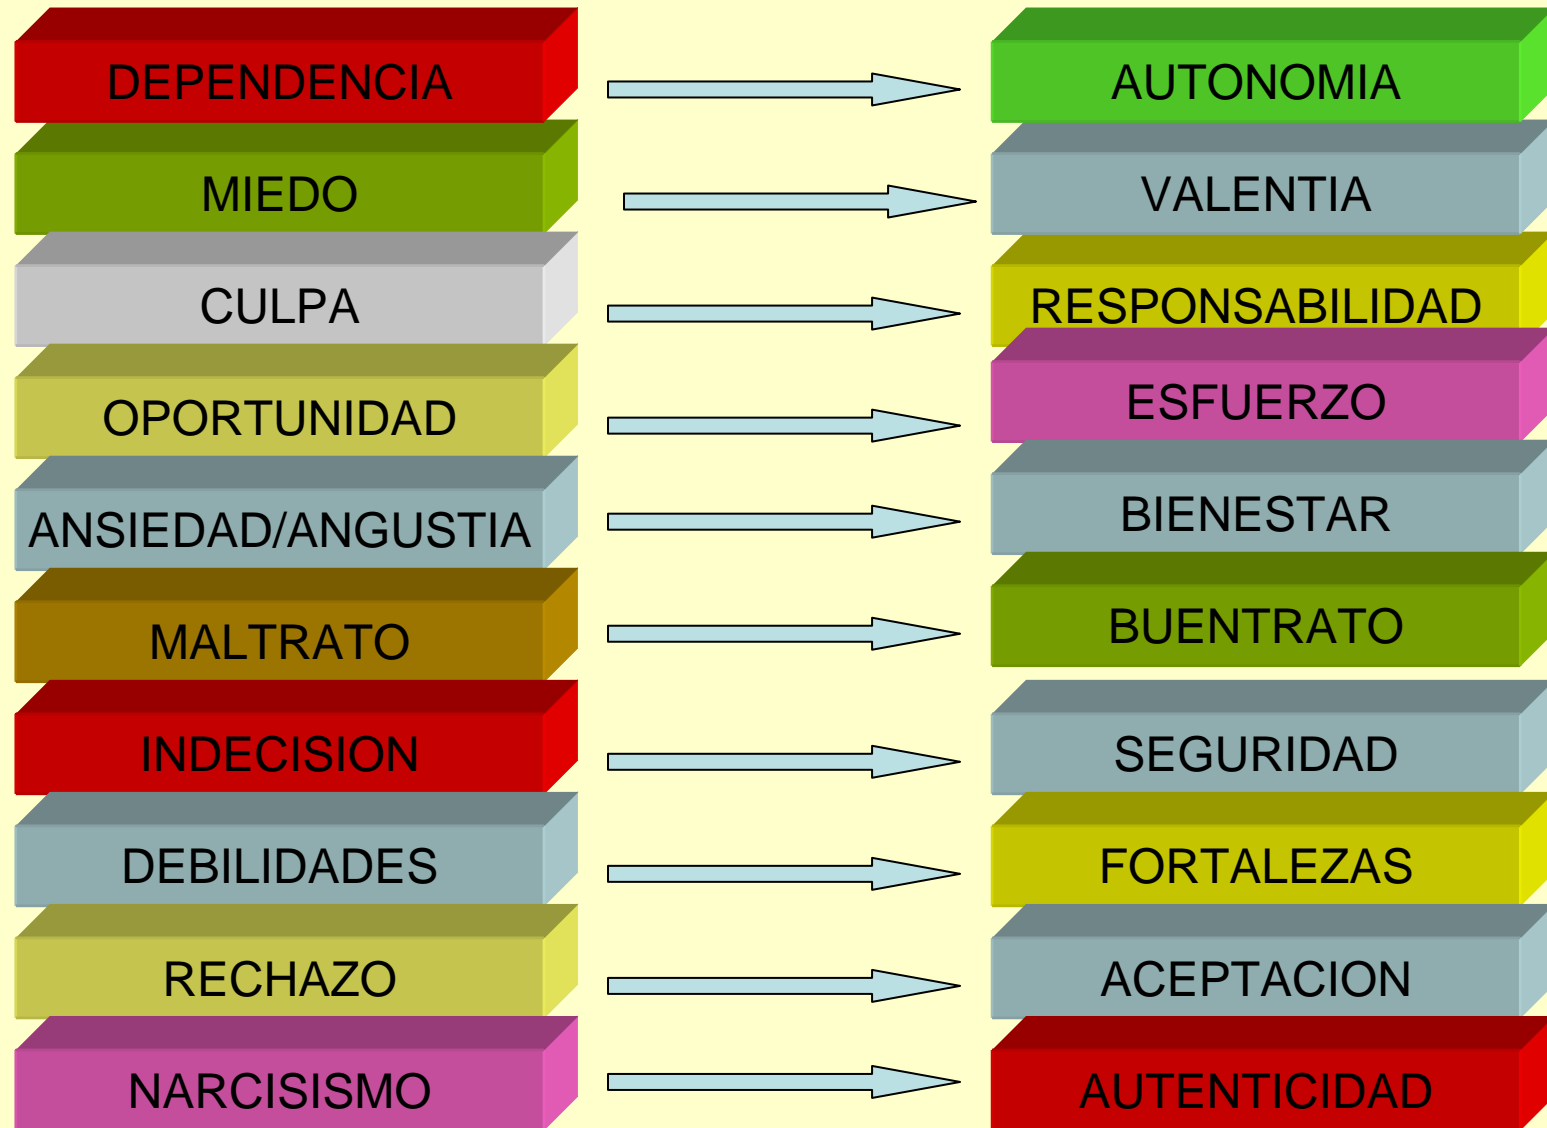 DEPENDENCIA
AUTONOMIA
MIEDO
VALENTIA
CULPA
RESPONSABILIDAD
OPORTUNIDAD
ESFUERZO
ANSIEDAD/ANGUSTIA
BIENESTAR
MALTRATO
BUENTRATO
INDECISION
SEGURIDAD
DEBILIDADES
FORTALEZAS
RECHAZO
ACEPTACION
NARCISISMO
AUTENTICIDAD